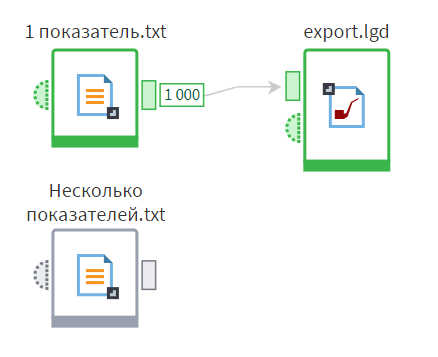 1 показатель.txt
export.lgd
1 000
Несколько
показателей.txt